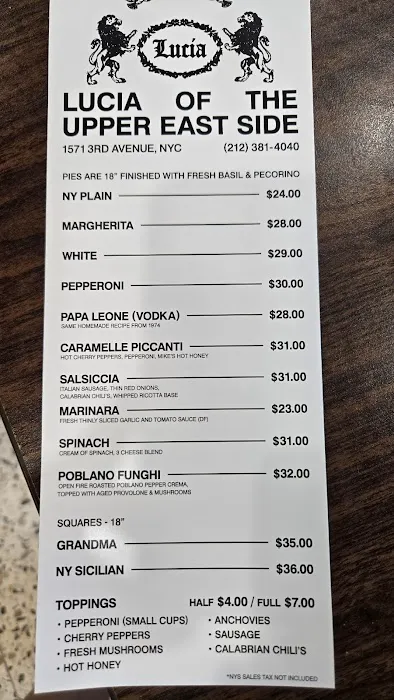 Lucia
LUCIA OF THE
UPPER EAST SIDE
1571 3RD AVENUE, NYC (212) 381-4040
PIES ARE 18" FINISHED WITH FRESH BASIL & PECORINO
NY PLAIN $24.00
MARGHERITA $28.00
WHITE $29.00
PEPPERONI $30.00
PAPA LEONE (VODKA) $28.00
SAME HOMEMADE RECIPE FROM 1974
CARAMELLE PICCANTI $31.00
HOT CHERRY PEPPERS, PEPPERONI, MIKE'S HOT HONEY
SALSICCIA $31.00
ITALIAN SAUSAGE, THIN RED ONIONS,
CALABRIAN CHILI'S, WHIPPED RICOTTA BASE
MARINARA $23.00
FRESH THINLY SLICED GARLIC AND TOMATO SAUCE (DF)
SPINACH $31.00
CREAM OF SPINACH, 3 CHEESE BLEND
POBLANO FUNGHI $32.00
OPEN FIRE ROASTED POBLANO PEPPER CREMA,
TOPPED WITH AGED PROVOLONE & MUSHROOMS
SQUARES - 18"
GRANDMA $35.00
NY SICILIAN $36.00
TOPPINGS HALF $4.00 / FULL $7.00
• PEPPERONI (SMALL CUPS) • ANCHOVIES
• CHERRY PEPPERS • SAUSAGE
• FRESH MUSHROOMS • CALABRIAN CHILI'S
• HOT HONEY
*NYS SALES TAX NOT INCLUDED